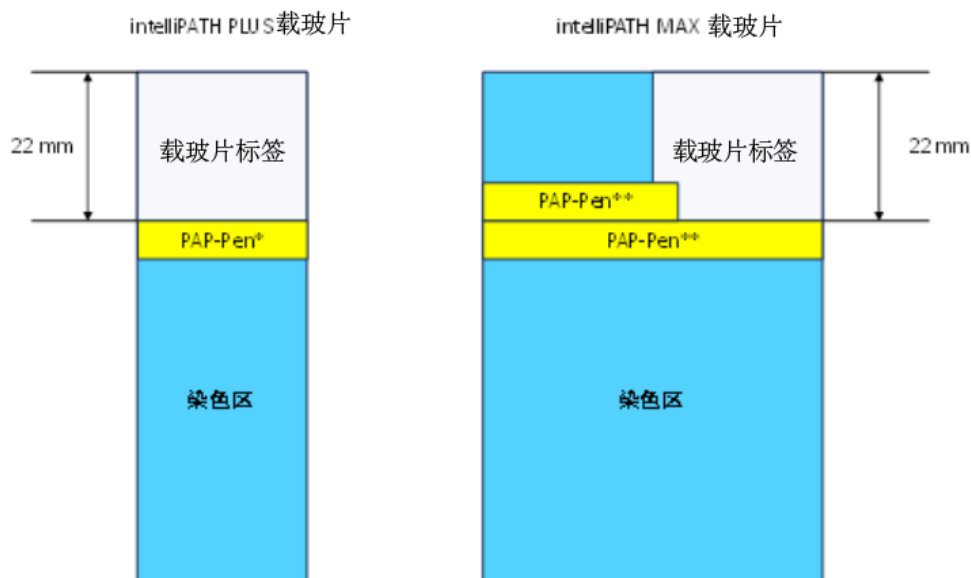 intelliPATH PLUS载玻片
intelliPATH MAX 载玻片
22 mm
载玻片标签
载玻片标签
22 mm
PAP-Pen**
PAP-Pen*
PAP-Pen**
染色区
染色区